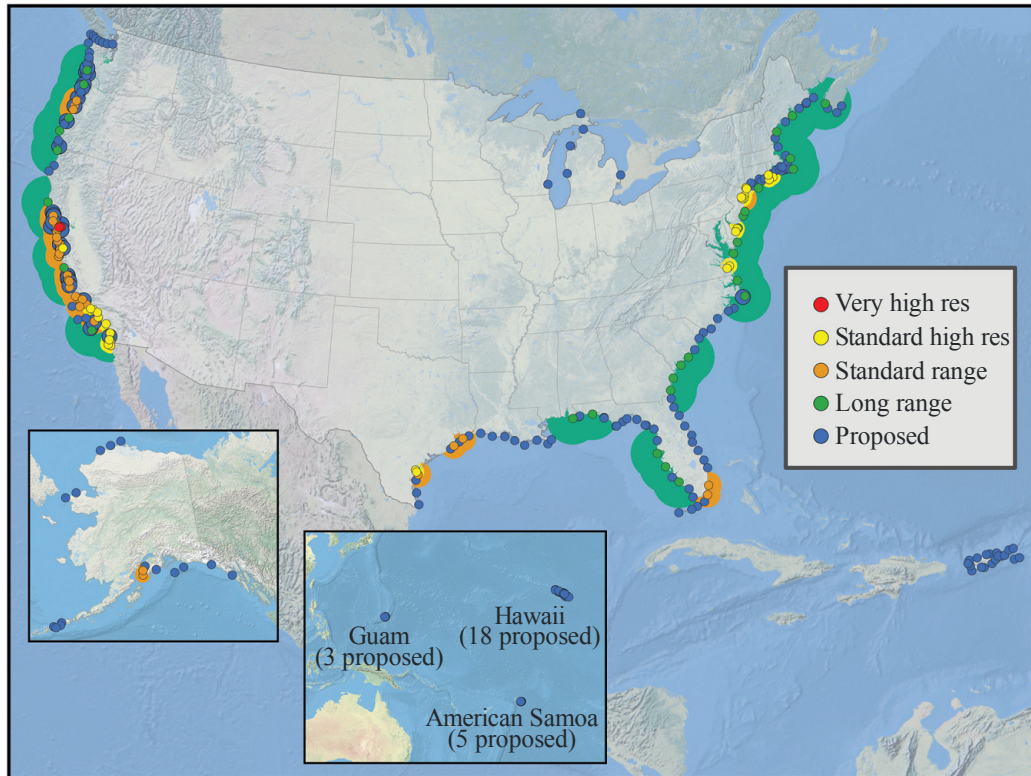 Very high res
Standard high res
Standard range
Long range
Proposed
Guam
(3 proposed)
Hawaii
(18 proposed)
American Samoa
(5 proposed)